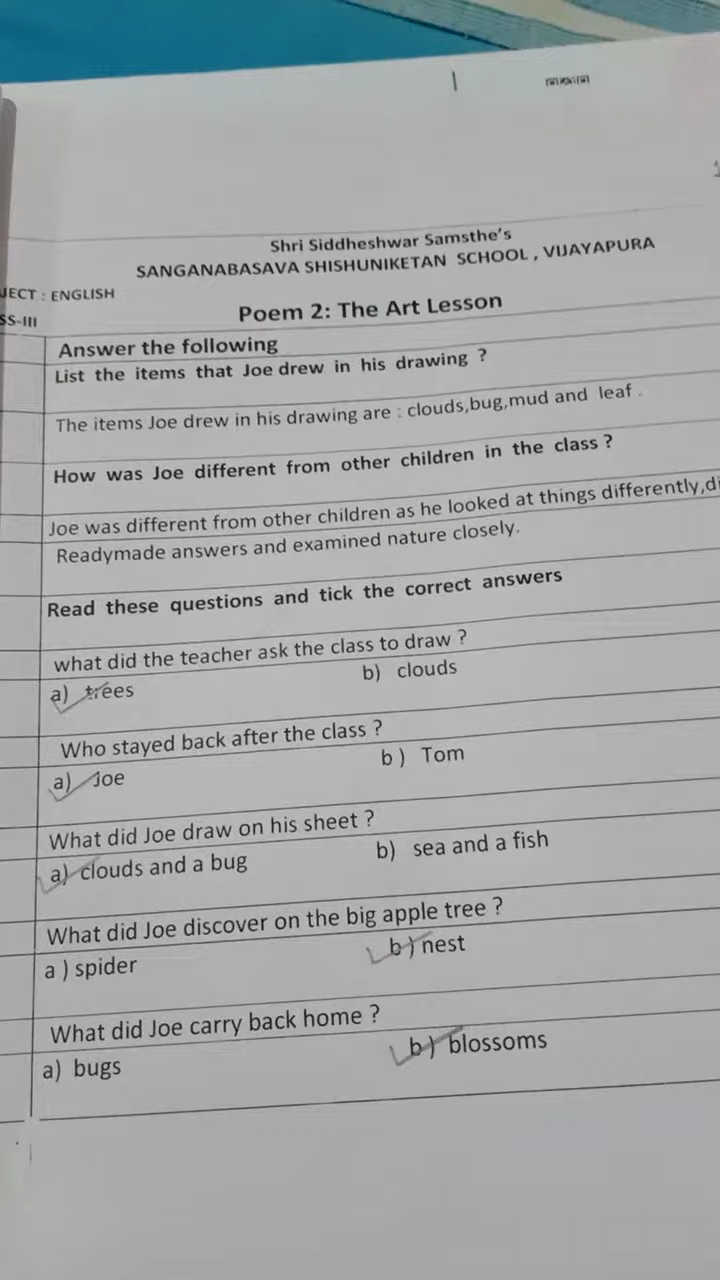 Shri Siddheshwar Samsthe's
SANGANABASAVA SHISHUNIKETAN SCHOOL , VIJAYAPURA
JECT : ENGLISH
SS-III
Poem 2: The Art Lesson
Answer the following
List the items that Joe drew in his drawing ?
The items Joe drew in his drawing are : clouds,bug,mud and leaf .
How was Joe different from other children in the class ?
Joe was different from other children as he looked at things differently,di
Readymade answers and examined nature closely.
Read these questions and tick the correct answers
what did the teacher ask the class to draw ?
a) trees b) clouds
Who stayed back after the class ?
a) Joe b ) Tom
What did Joe draw on his sheet ?
a) clouds and a bug b) sea and a fish
What did Joe discover on the big apple tree ?
a ) spider b ) nest
What did Joe carry back home ?
a) bugs b ) blossoms